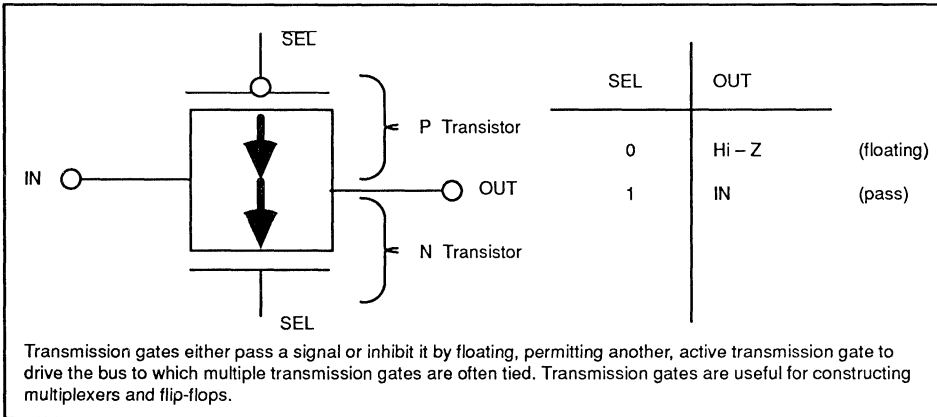 S̅E̅L̅
P Transistor
IN
OUT
N Transistor
SEL
SEL OUT
0 Hi – Z (floating)
1 IN (pass)
Transmission gates either pass a signal or inhibit it by floating, permitting another, active transmission gate to
drive the bus to which multiple transmission gates are often tied. Transmission gates are useful for constructing
multiplexers and flip-flops.